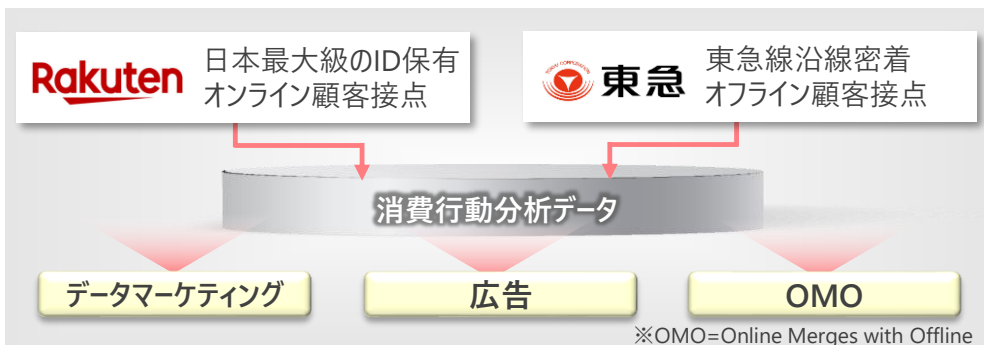 Rakuten
日本最大級のID保有
オンライン顧客接点
TOKYU CORPORATION
東急
東急線沿線密着
オフライン顧客接点
消費行動分析データ
データマーケティング
広告
OMO
※OMO=Online Merges with Offline